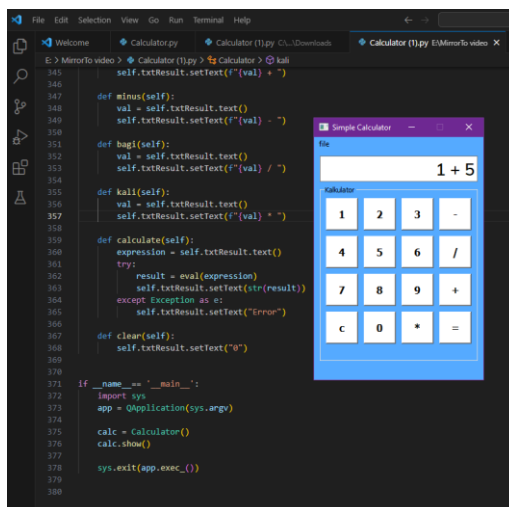 File Edit Selection View Go Run Terminal Help
Welcome Calculator.py Calculator (1).py C:\...\Downloads Calculator (1).py E:\MirrorTo video
E: > MirrorTo video > Calculator (1).py > Calculator > kali
345 self.txtResult.setText(f"{val} + ")
346
347 def minus(self):
348 val = self.txtResult.text()
349 self.txtResult.setText(f"{val} - ")
350
351 def bagi(self):
352 val = self.txtResult.text()
353 self.txtResult.setText(f"{val} / ")
354
355 def kali(self):
356 val = self.txtResult.text()
357 self.txtResult.setText(f"{val} * ")
358
359 def calculate(self):
360 expression = self.txtResult.text()
361 try:
362 result = eval(expression)
363 self.txtResult.setText(str(result))
364 except Exception as e:
365 self.txtResult.setText("Error")
366
367 def clear(self):
368 self.txtResult.setText("0")
369
370
371 if __name__ == '__main__':
372 import sys
373 app = QApplication(sys.argv)
374
375 calc = Calculator()
376 calc.show()
377
378 sys.exit(app.exec_())
379
380
Simple Calculator
file
1 + 5
Kalkulator
1 2 3 -
4 5 6 /
7 8 9 +
c 0 * =